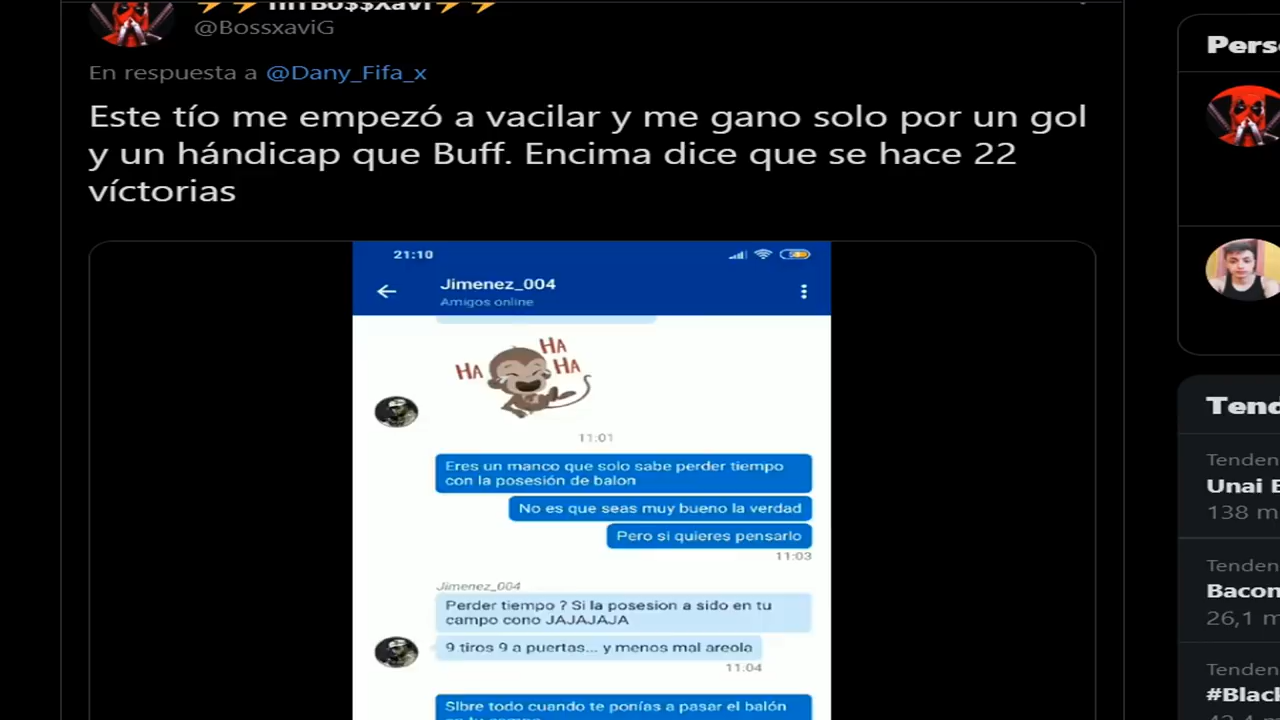 @BossxaviG
En respuesta a @Dany_Fifa_x
Este tío me empezó a vacilar y me gano solo por un gol
y un hándicap que Buff. Encima dice que se hace 22
víctorias
21:10
Jimenez_004
Amigos online
HA
HA
HA
11:01
Eres un manco que solo sabe perder tiempo
con la posesión de balon
No es que seas muy bueno la verdad
Pero si quieres pensarlo
11:03
Jimenez_004
Perder tiempo ? Si la posesion a sido en tu
campo cono JAJAJAJA
9 tiros 9 a puertas... y menos mal areola
11:04
Slbre todo cuando te ponías a pasar el balón
Pers
Tend
Tenden
Unai E
138 m
Tenden
Bacon
26,1 m
Tenden
#Black